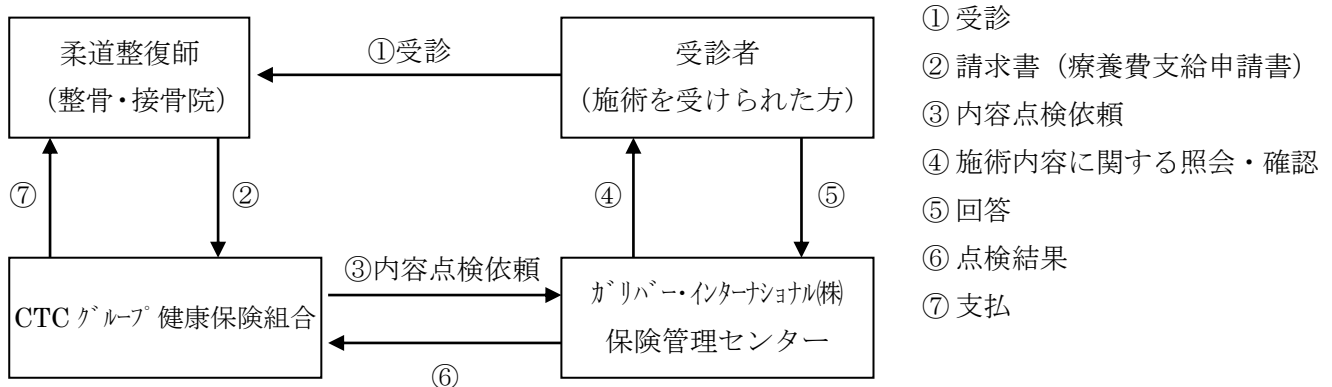 柔道整復師
（整骨・接骨院）
①受診
受診者
（施術を受けられた方）
⑦
②
④
⑤
CTCｸﾞﾙｰﾌﾟ健康保険組合
③内容点検依頼
⑥
ｶﾞﾘﾊﾞｰ・ｲﾝﾀｰﾅｼｮﾅﾙ㈱
保険管理センター
① 受診
② 請求書（療養費支給申請書）
③ 内容点検依頼
④ 施術内容に関する照会・確認
⑤ 回答
⑥ 点検結果
⑦ 支払